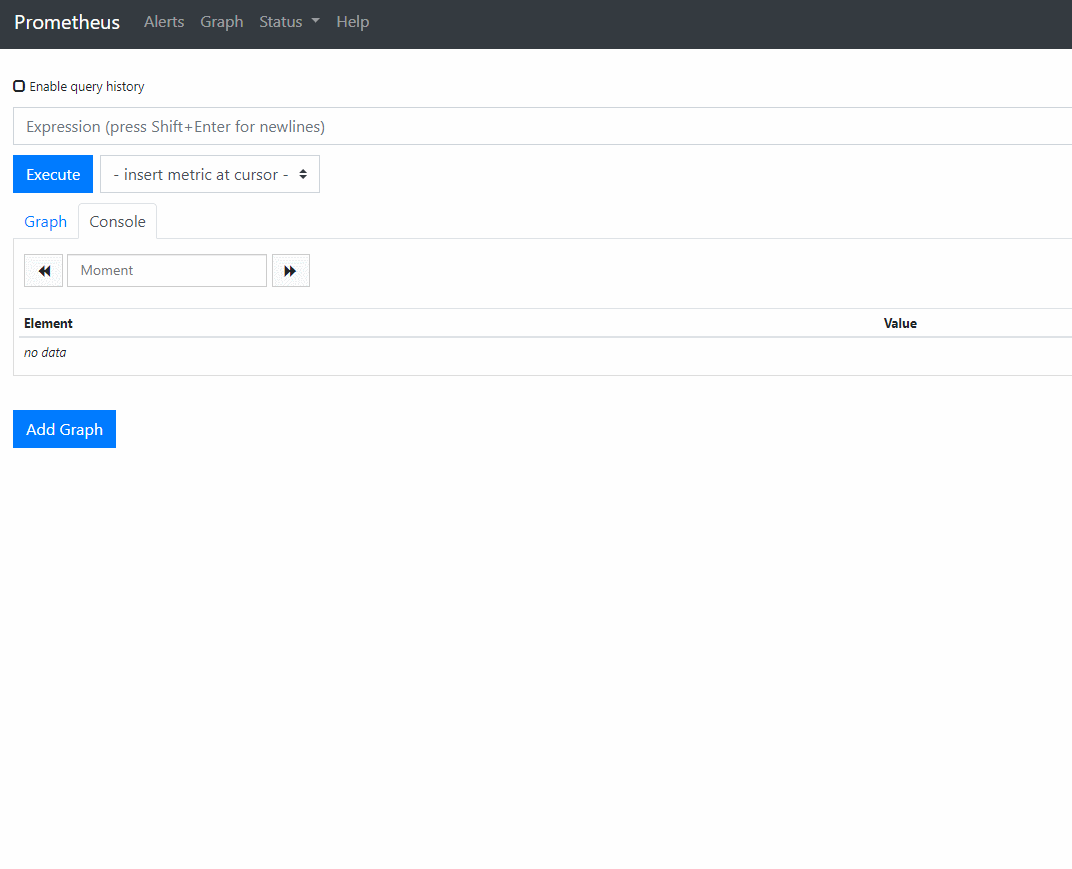 Prometheus Alerts Graph Status Help
Enable query history
Expression (press Shift+Enter for newlines)
Execute - insert metric at cursor -
Graph Console
Moment
Element Value
no data
Add Graph